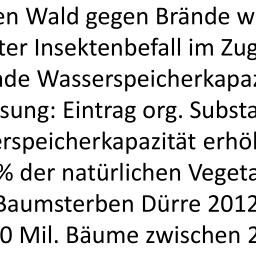 en Wald gegen Brände w
ter Insektenbefall im Zug
nde Wasserspeicherkapaz
sung: Eintrag org. Substa
erspeicherkapazität erhöh
% der natürlichen Vegeta
Baumsterben Dürre 2012
0 Mil. Bäume zwischen 2